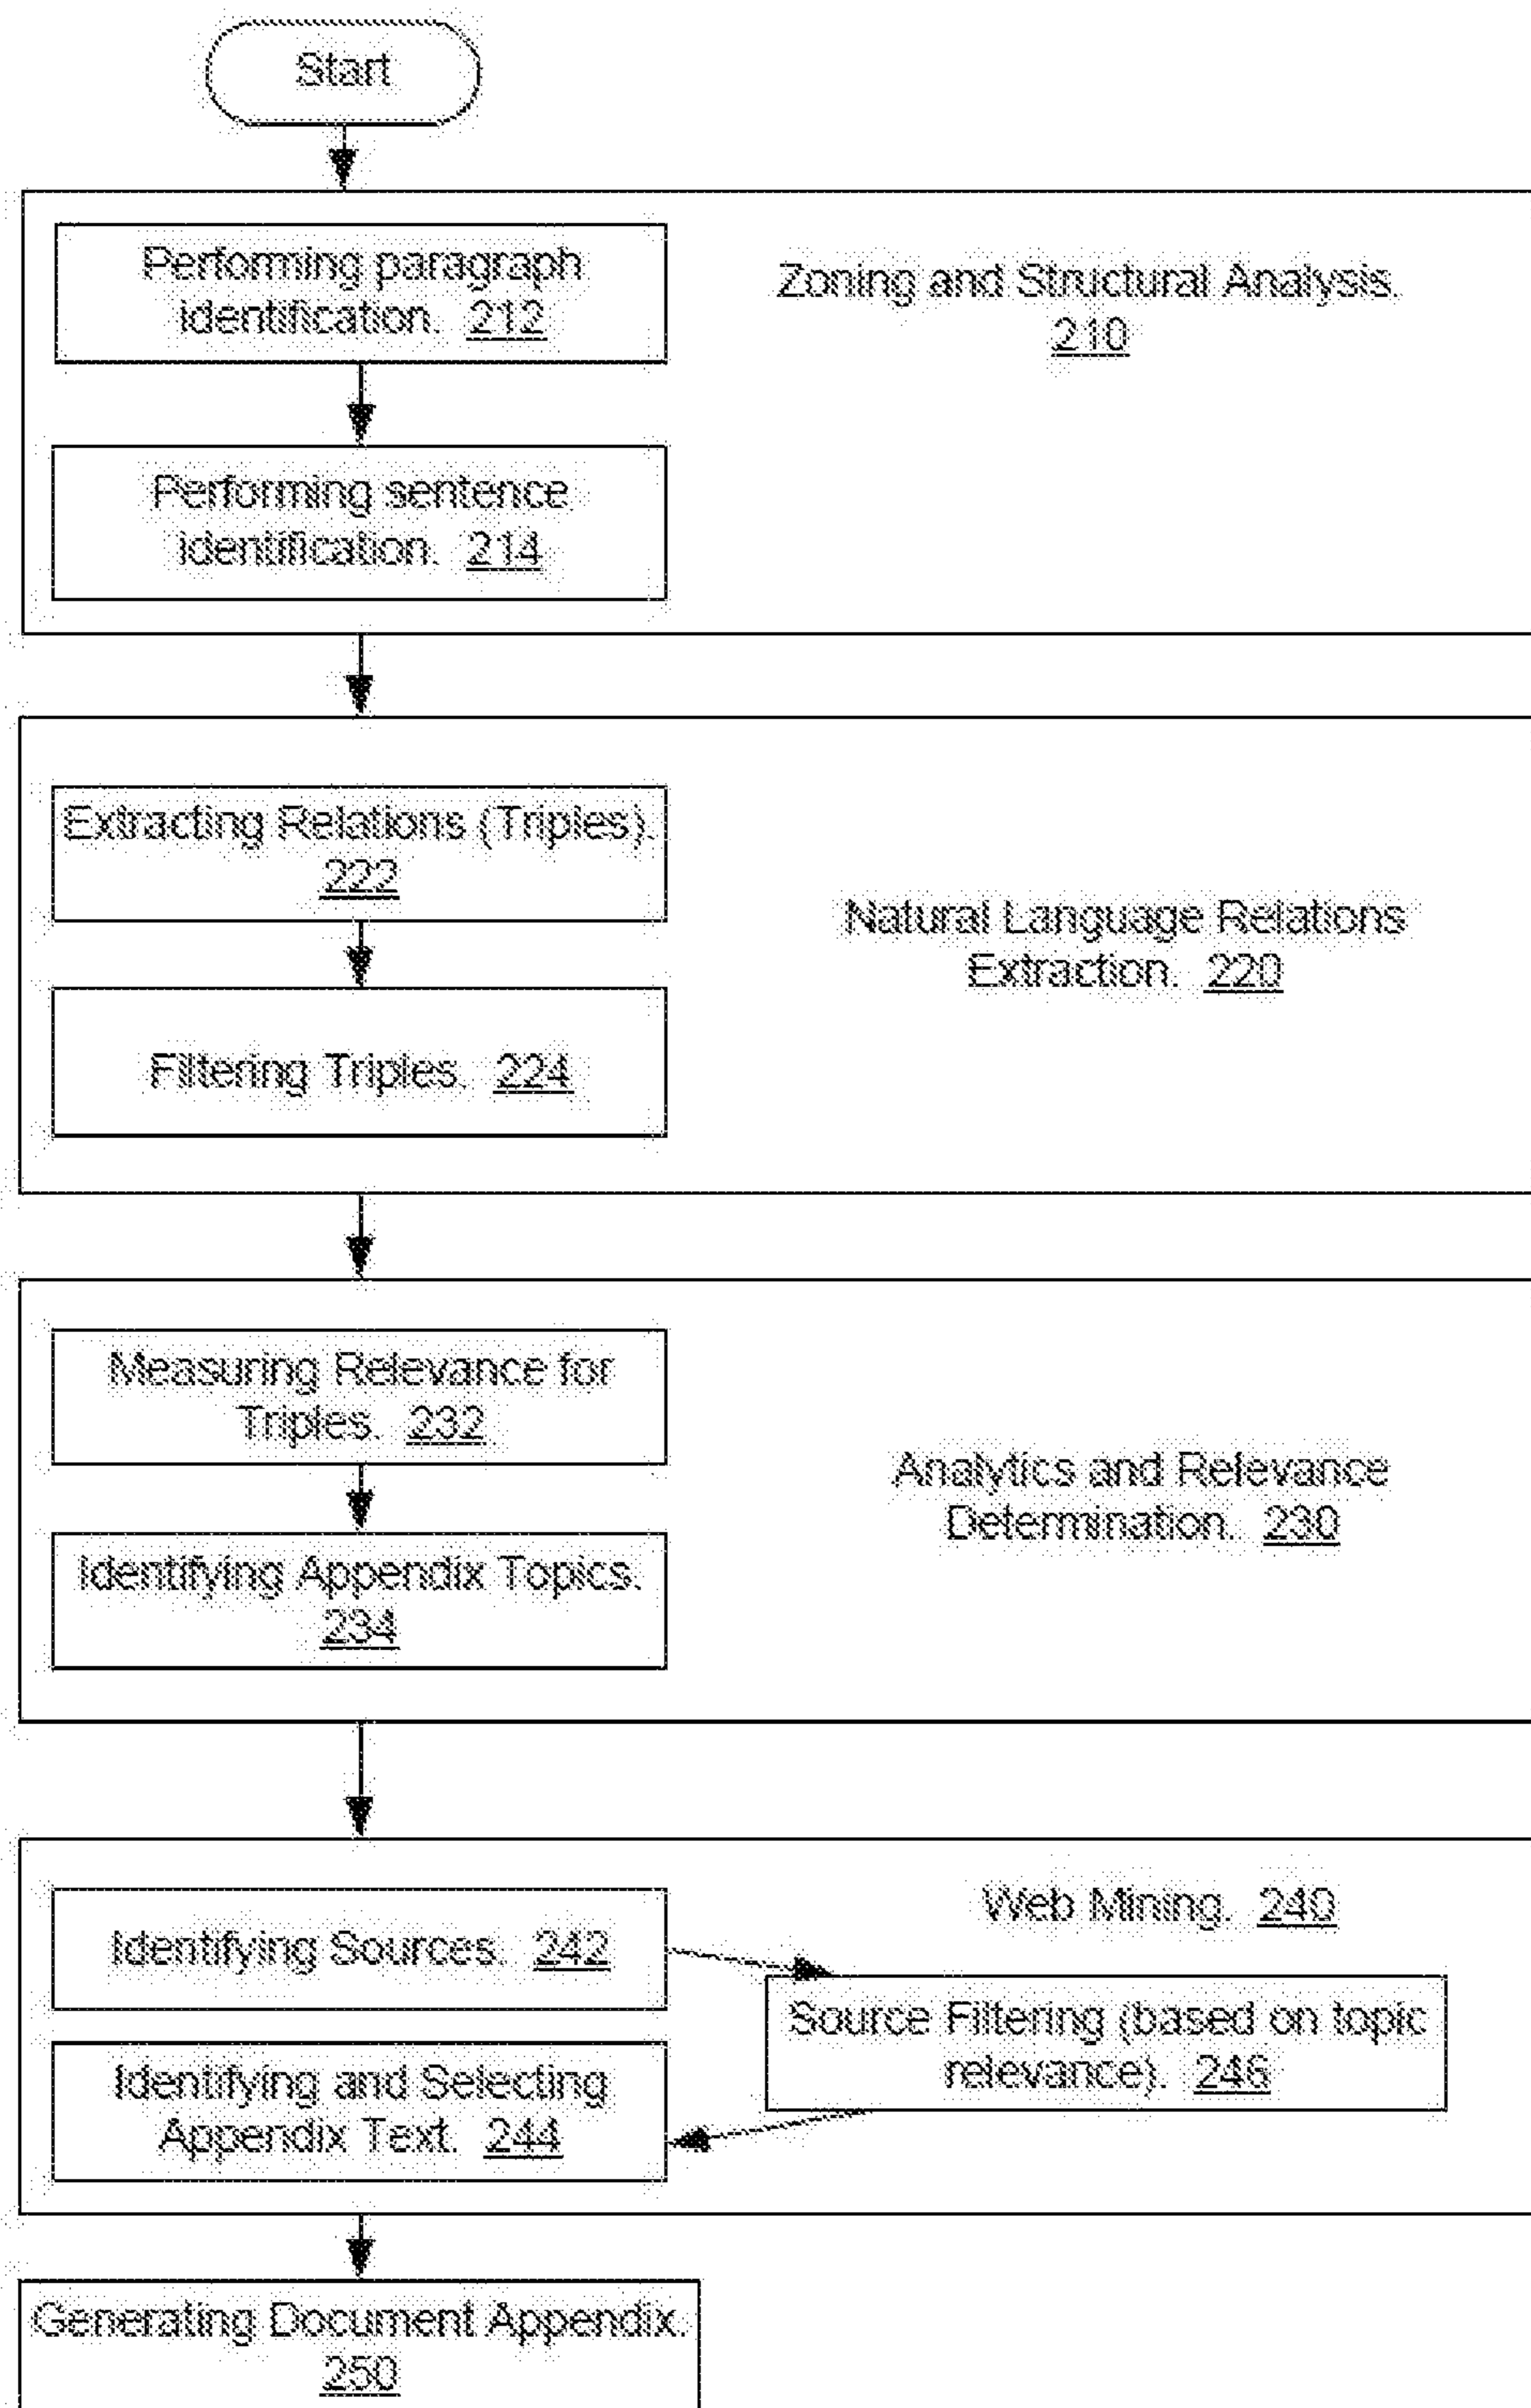 Start
Performing paragraph
identification. 212
Zoning and Structural Analysis.
210
Performing sentence
identification. 214
Extracting Relations (Triples).
222
Natural Language Relations
Extraction. 220
Filtering Triples. 224
Measuring Relevance for
Triples. 232
Analytics and Relevance
Determination. 230
Identifying Appendix Topics.
234
Web Mining. 240
Identifying Sources. 242
Source Filtering (based on topic
relevance). 246
Identifying and Selecting
Appendix Text. 244
Generating Document Appendix.
250